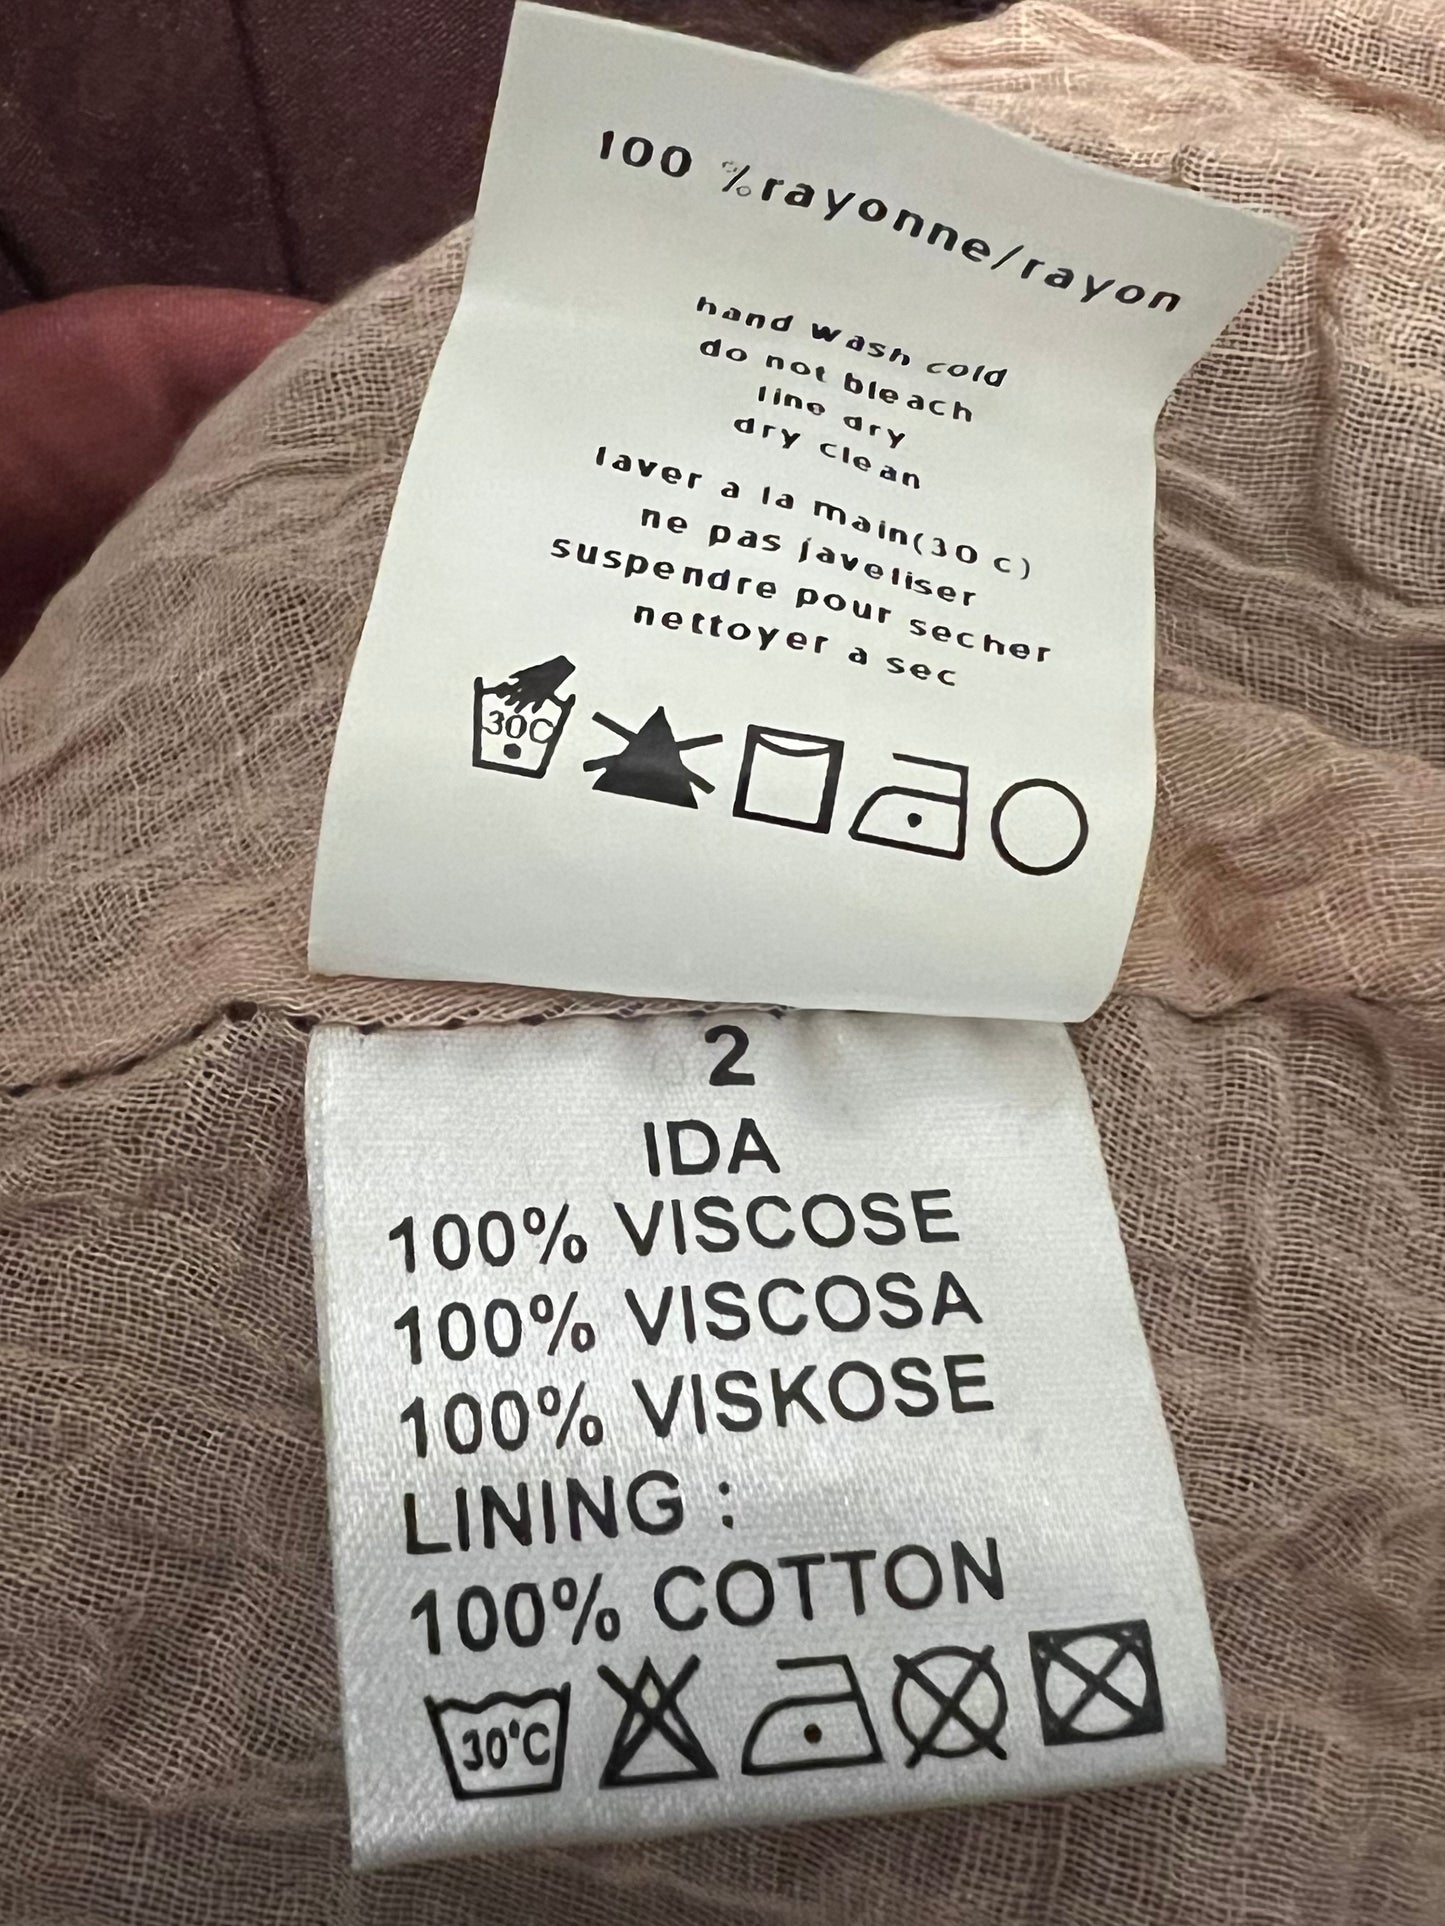 100 %rayonne/rayon
hand wash cold
do not bleach
line dry
dry clean
laver a la main(30 c)
ne pas javeliser
suspendre pour secher
nettoyer a sec
30C
2
IDA
100% VISCOSE
100% VISCOSA
100% VISKOSE
LINING :
100% COTTON
30°C